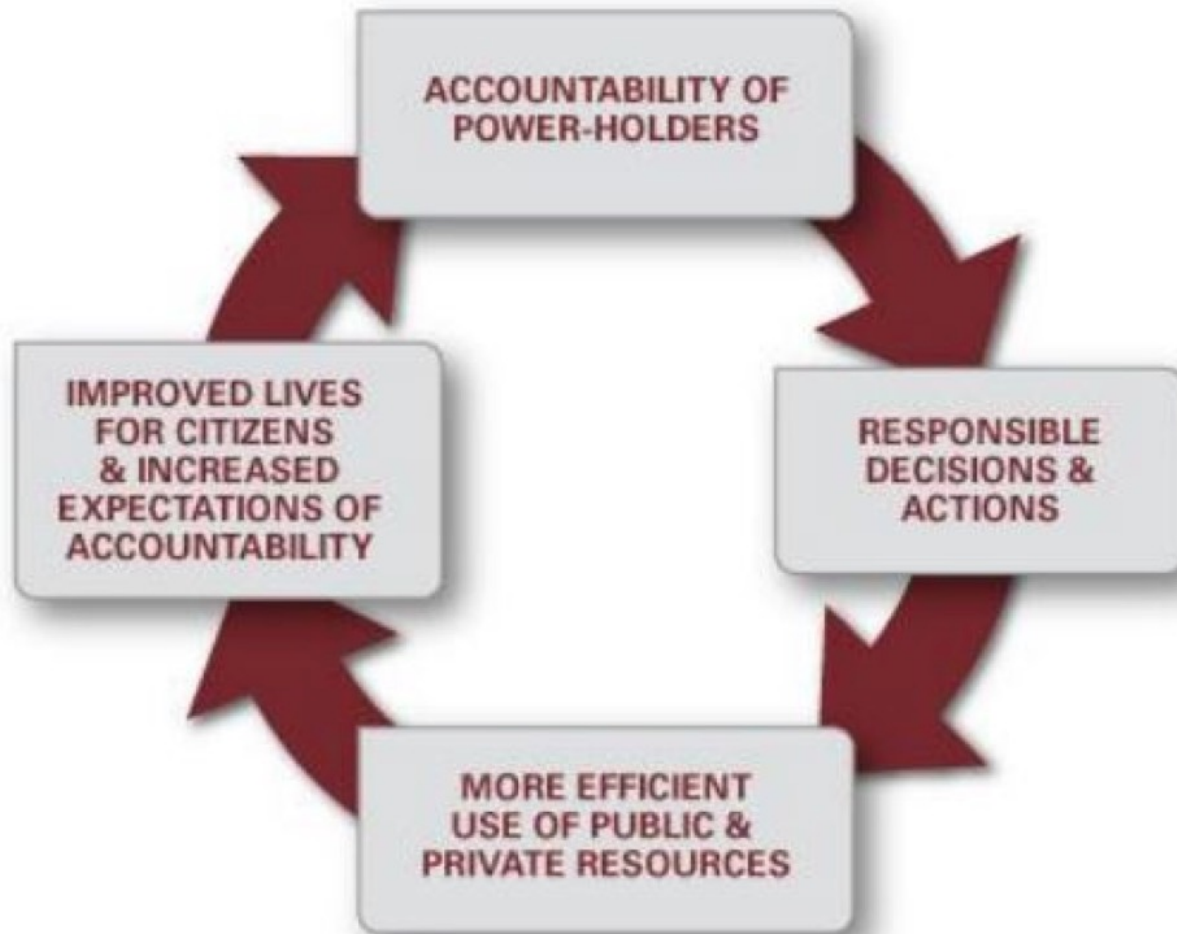 ACCOUNTABILITY OF
POWER-HOLDERS
RESPONSIBLE
DECISIONS &
ACTIONS
MORE EFFICIENT
USE OF PUBLIC &
PRIVATE RESOURCES
IMPROVED LIVES
FOR CITIZENS
& INCREASED
EXPECTATIONS OF
ACCOUNTABILITY